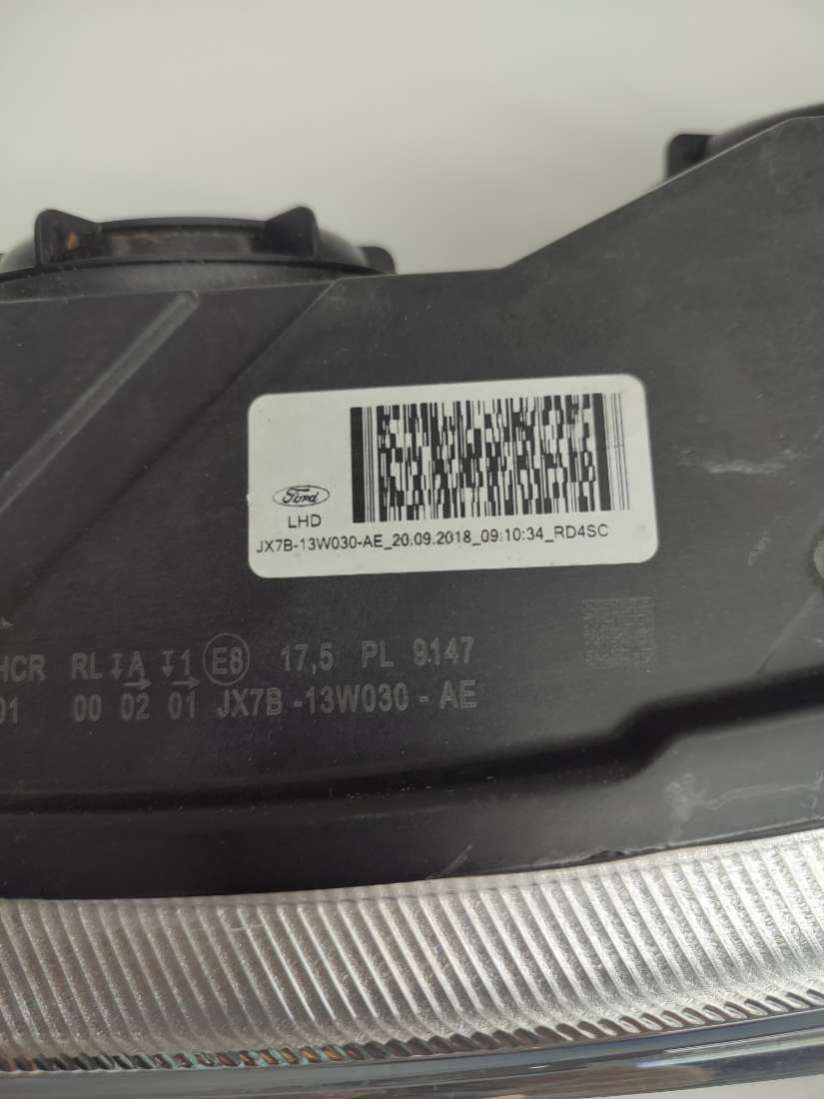 Ford
LHD
JX7B-13W030-AE_20.09.2018_09:10:34_RD4SC
HCR RL A 1 E8 17,5 PL 9147
01 00 02 01 JX7B -13W030 - AE